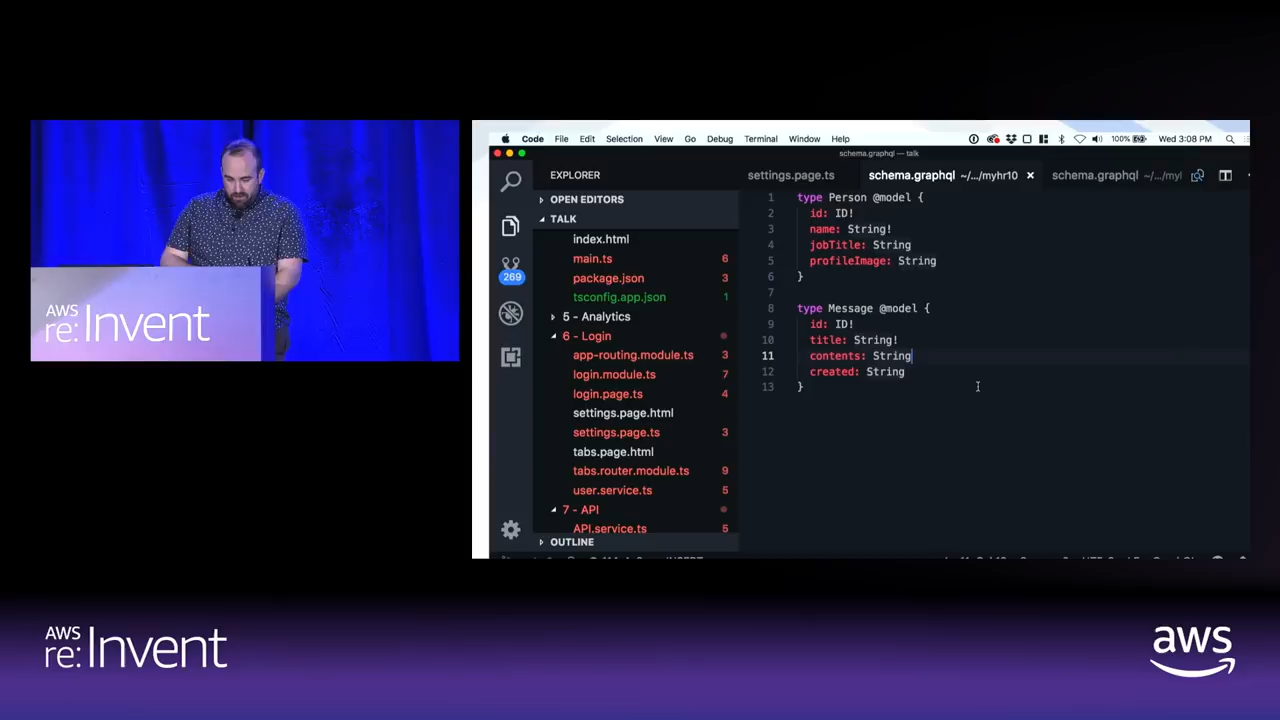 AWS
re:Invent
Code File Edit Selection View Go Debug Terminal Window Help 100% Wed 3:08 PM
schema.graphql — talk
EXPLORER
settings.page.ts schema.graphql ~/.../myhr10 × schema.graphql ~/.../myl
OPEN EDITORS
TALK
index.html
main.ts 6
package.json 3
tsconfig.app.json 1
269
5 - Analytics
6 - Login
app-routing.module.ts 3
login.module.ts 7
login.page.ts 4
settings.page.html
settings.page.ts 3
tabs.page.html
tabs.router.module.ts 9
user.service.ts 5
7 - API
API.service.ts 5
OUTLINE
1 type Person @model {
2 id: ID!
3 name: String!
4 jobTitle: String
5 profileImage: String
6 }
7
8 type Message @model {
9 id: ID!
10 title: String!
11 contents: String
12 created: String
13 }
AWS
re:Invent
aws